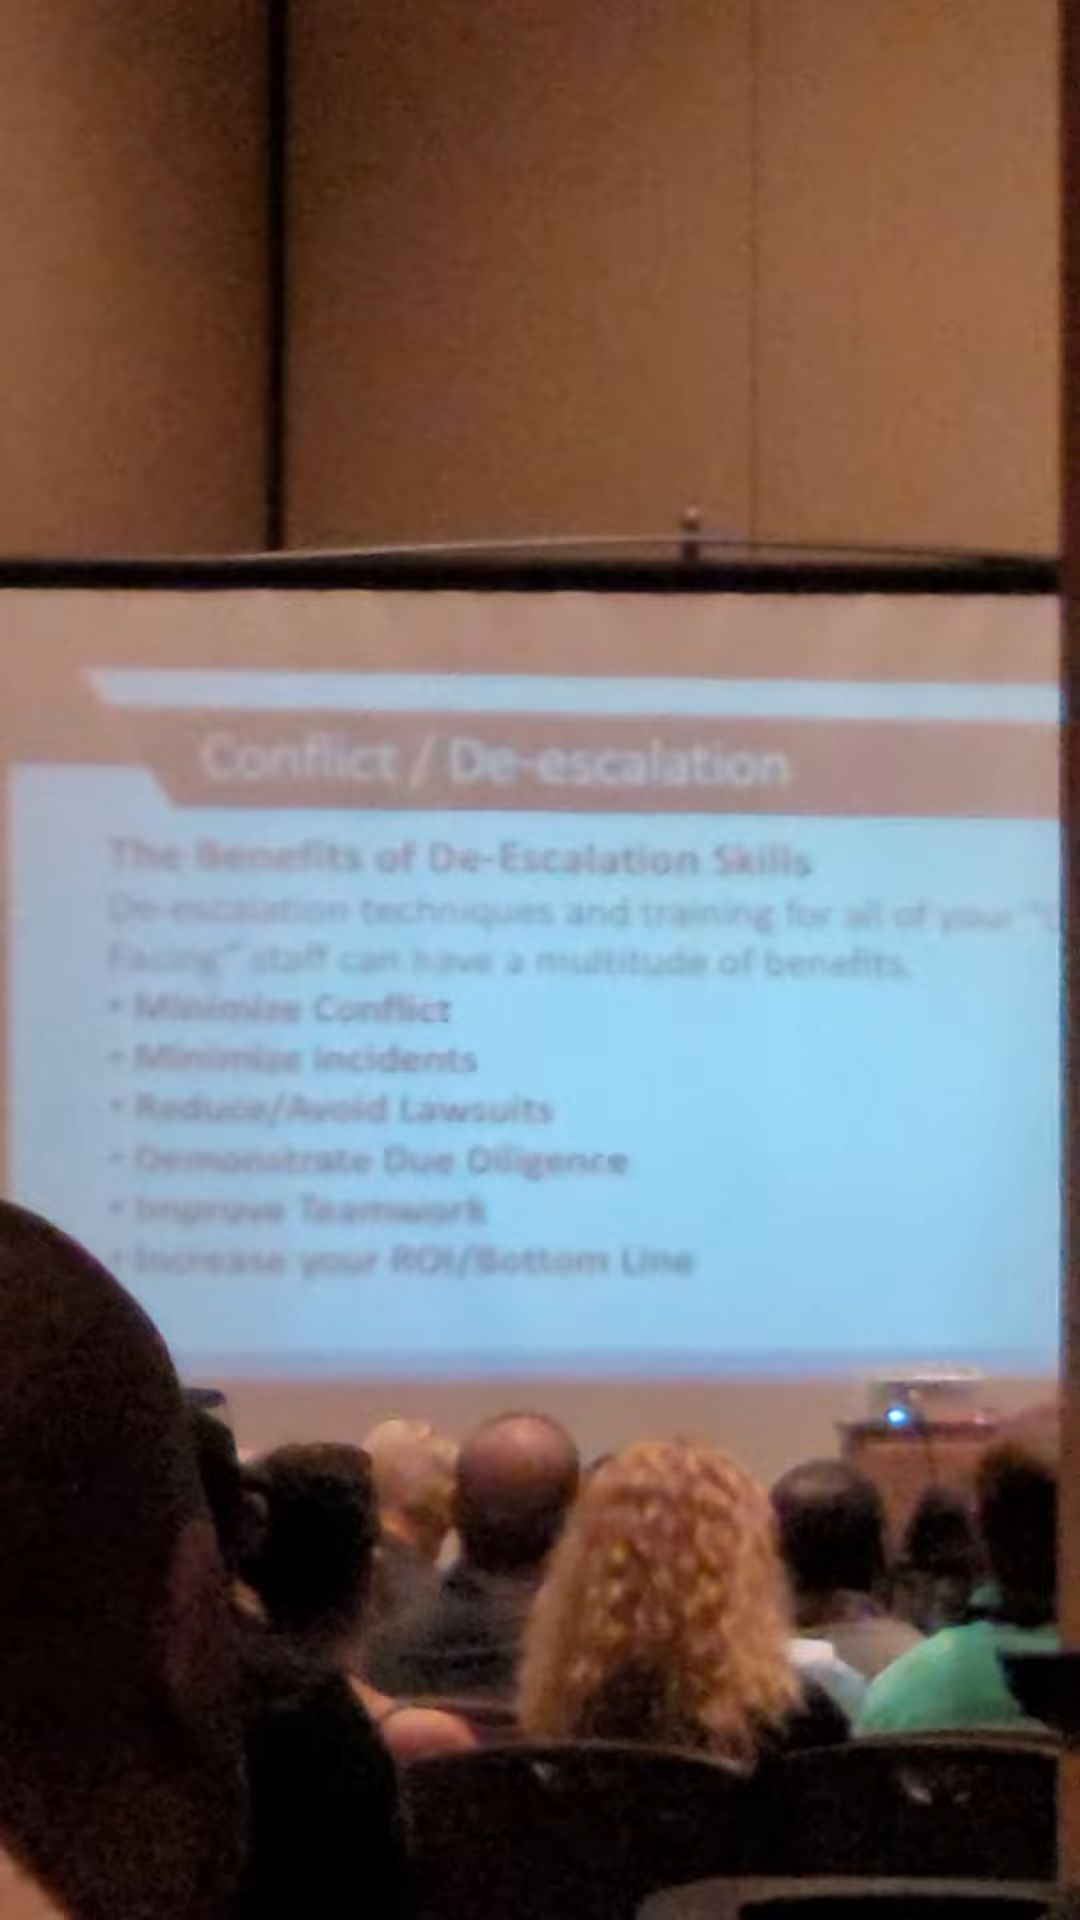 Conflict / De-escalation
The Benefits of De-Escalation Skills
De-escalation techniques and training for all of your
Facing" staff can have a multitude of benefits.
• Minimize Conflict
• Minimize Incidents
• Reduce/Avoid Lawsuits
• Demonstrate Due Diligence
• Improve Teamwork
• Increase your ROI/Bottom Line